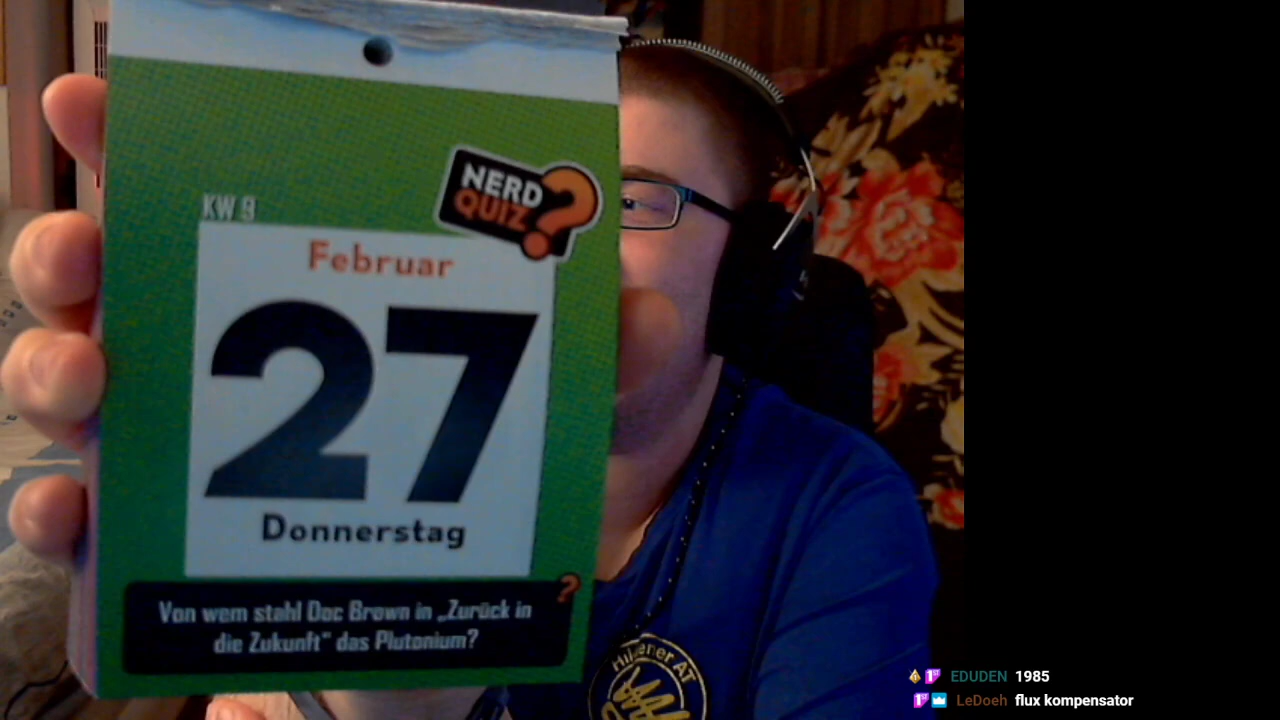 NERD
QUIZ
KW 9
Februar
27
Donnerstag
Von wem stahl Doc Brown in „Zurück in
die Zukunft“ das Plutonium?
EDUDEN 1985
LeDoeh flux kompensator